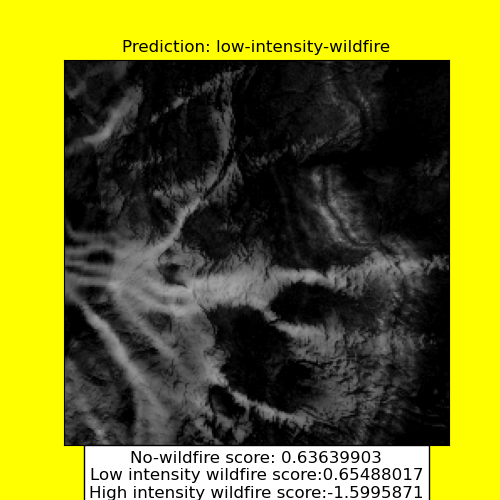 Prediction: low-intensity-wildfire
No-wildfire score: 0.63639903
Low intensity wildfire score:0.65488017
High intensity wildfire score:-1.5995871